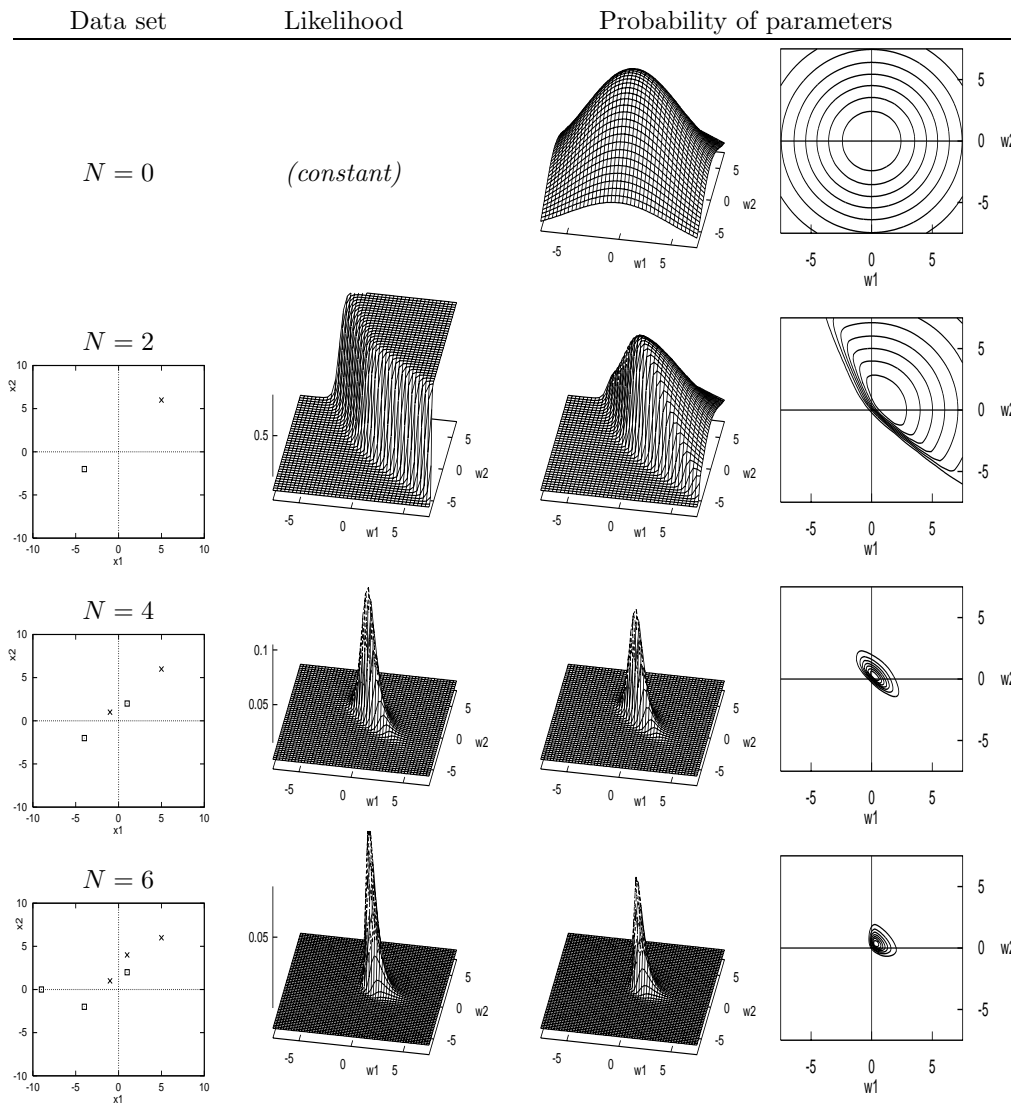 Data set Likelihood Probability of parameters
N = 0 (constant)
-5 0 5 w1
-5 0 5 w2
-5 0 5 w1
5 0 -5 w2
N = 2
10 5 0 -5 -10 x2
-10 -5 0 5 10
x1
0.5
-5 0 w1 5
5 0 -5 w2
-5 0 w1 5
5 0 -5 w2
5 0 w2 -5
-5 0 5
w1
N = 4
10 5 0 -5 -10 x2
-10 -5 0 5 10
x1
0.1
0.05
-5 0 w1 5
5 0 -5 w2
-5 0 w1 5
5 0 -5 w2
5 0 w2 -5
-5 0 5
w1
N = 6
10 5 0 -5 -10 x2
-10 -5 0 5 10
x1
0.05
-5 0 w1 5
5 0 -5 w2
-5 0 w1 5
5 0 -5 w2
5 0 w2 -5
-5 0 5
w1